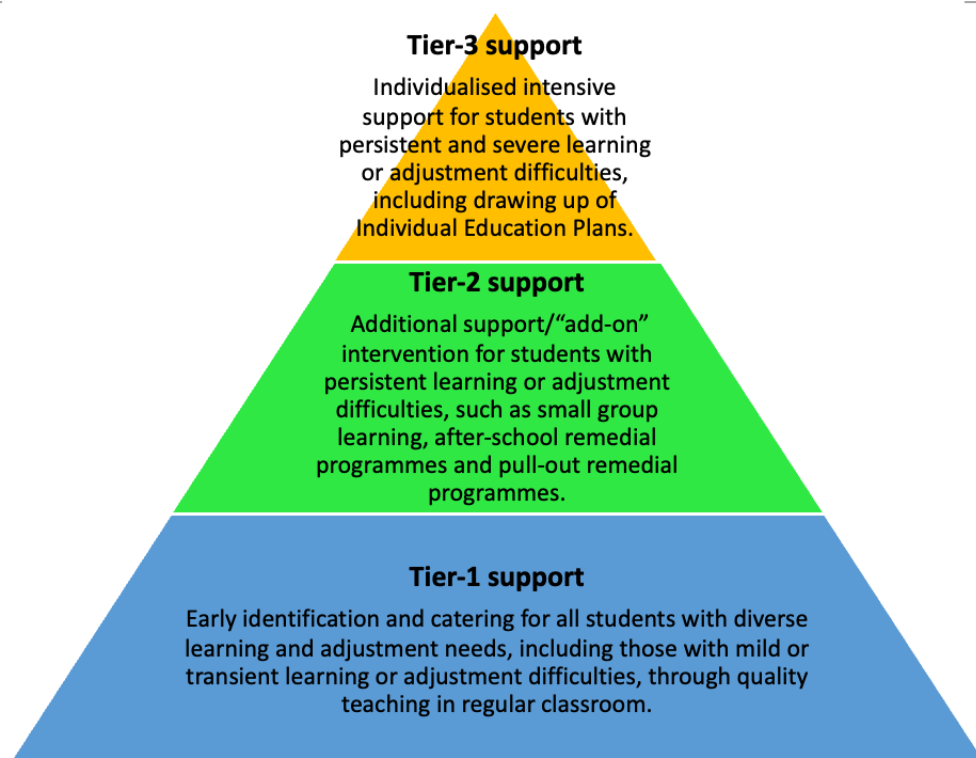 Tier-3 support
Individualised intensive
support for students with
persistent and severe learning
or adjustment difficulties,
including drawing up of
Individual Education Plans.
Tier-2 support
Additional support/“add-on”
intervention for students with
persistent learning or adjustment
difficulties, such as small group
learning, after-school remedial
programmes and pull-out remedial
programmes.
Tier-1 support
Early identification and catering for all students with diverse
learning and adjustment needs, including those with mild or
transient learning or adjustment difficulties, through quality
teaching in regular classroom.